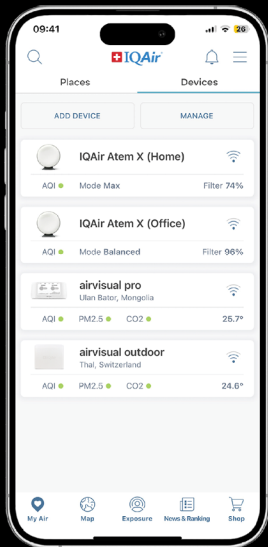 09:41
26
IQAir
Places
Devices
ADD DEVICE
MANAGE
IQAir Atem X (Home)
AQI
Mode Max
Filter 74%
IQAir Atem X (Office)
AQI
Mode Balanced
Filter 96%
airvisual pro
Ulan Bator, Mongolia
AQI
PM2.5
CO2
25.7°
airvisual outdoor
Thal, Switzerland
AQI
PM2.5
CO2
24.6°
My Air
Map
Exposure
News & Ranking
Shop